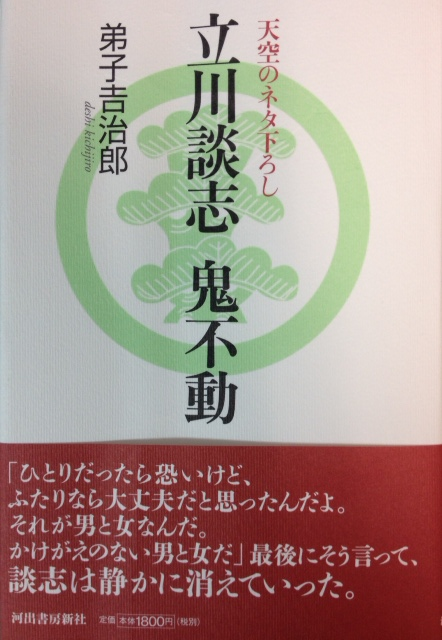 天空のネタ下ろし
立川談志 鬼不動
弟子吉治郎
deshi kichijiro
「ひとりだったら恐いけど、
ふたりなら大丈夫だと思ったんだよ。
それが男と女なんだ。
かけがえのない男と女だ」最後にそう言って、
談志は静かに消えていった。
河出書房新社 定価 本体1800円(税別)